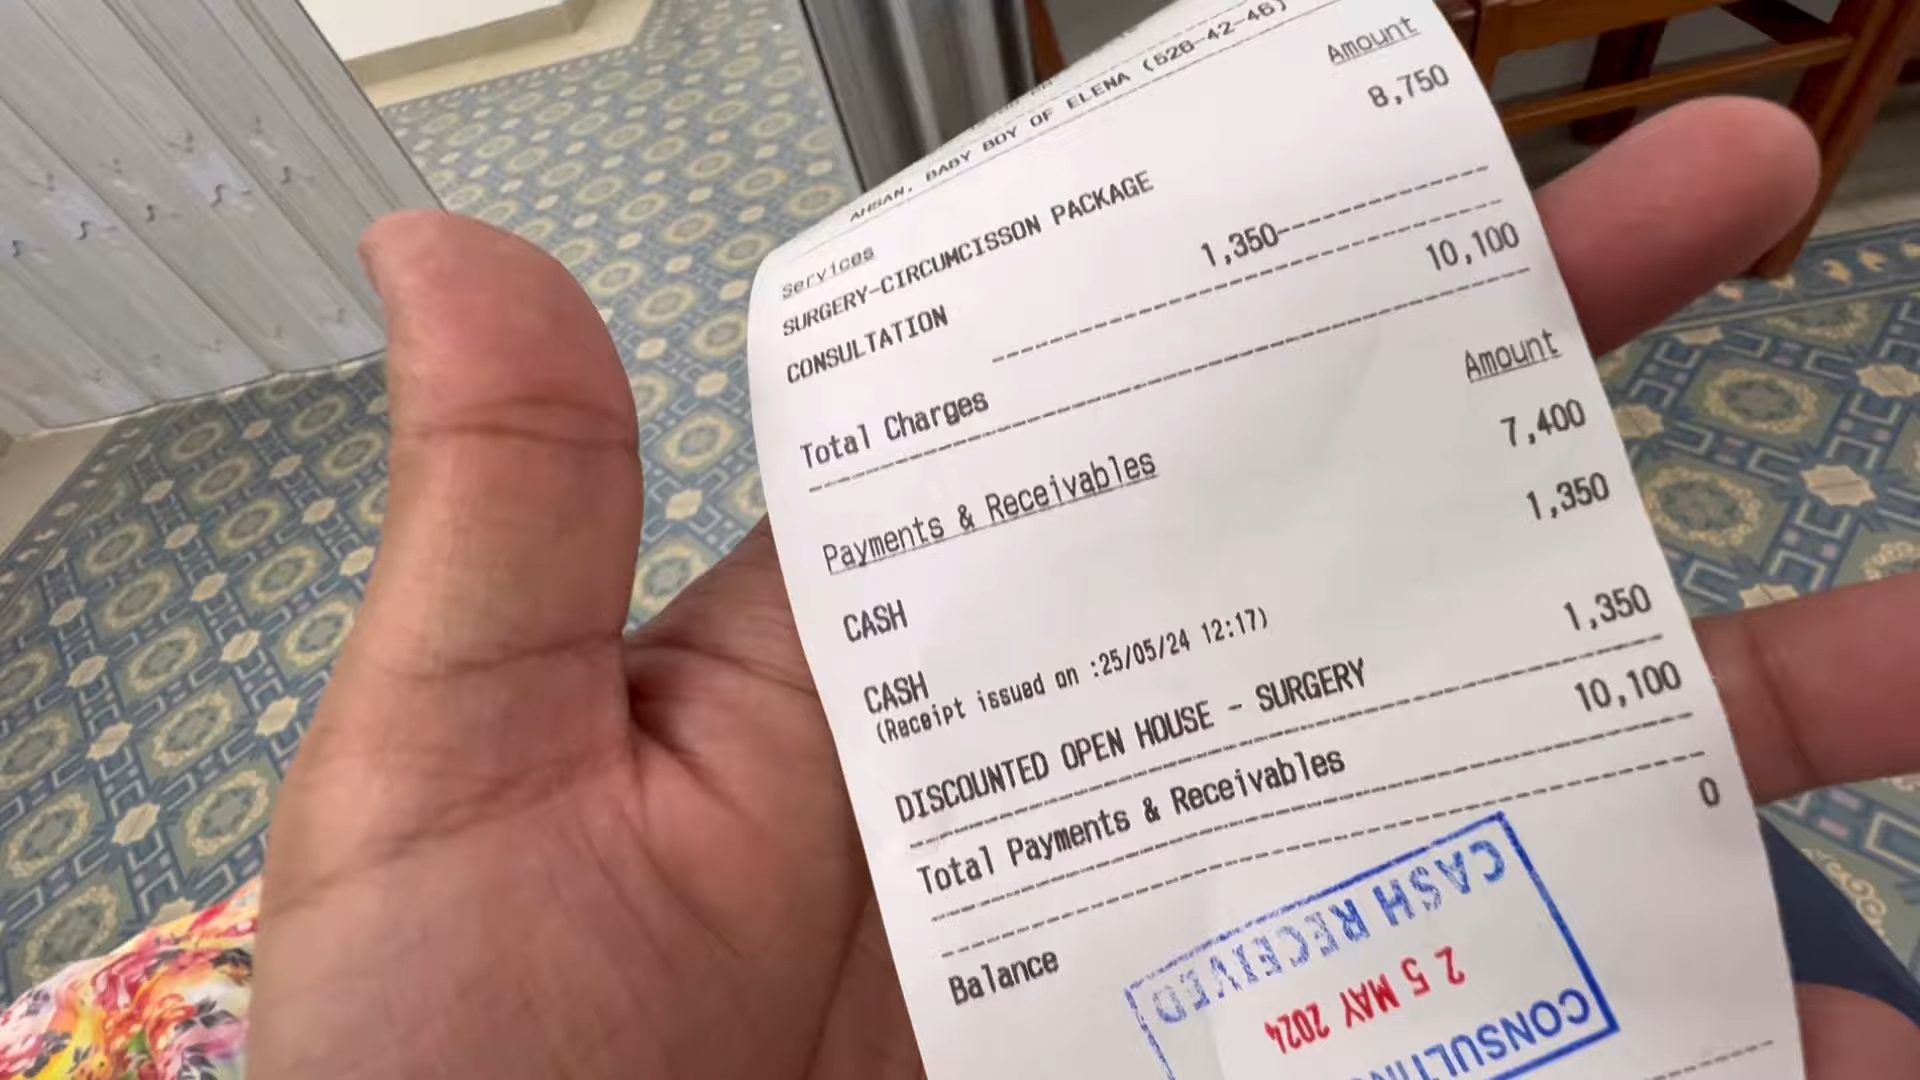 AHSAN, BABY BOY OF ELENA (526-42-46)
Services Amount
SURGERY-CIRCUMCISSON PACKAGE 8,750
CONSULTATION 1,350
Total Charges 10,100
Payments & Receivables Amount
CASH 7,400
CASH 1,350
(Receipt issued on :25/05/24 12:17)
DISCOUNTED OPEN HOUSE - SURGERY 1,350
Total Payments & Receivables 10,100
Balance 0
CASH RECEIVED
25 MAY 2024